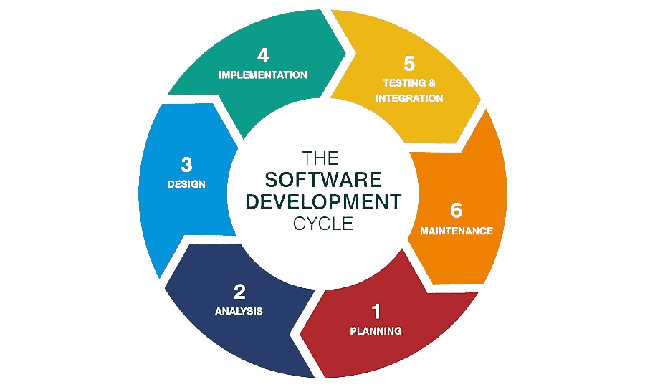 THE
SOFTWARE
DEVELOPMENT
CYCLE
1
PLANNING
2
ANALYSIS
3
DESIGN
4
IMPLEMENTATION
5
TESTING &
INTEGRATION
6
MAINTENANCE